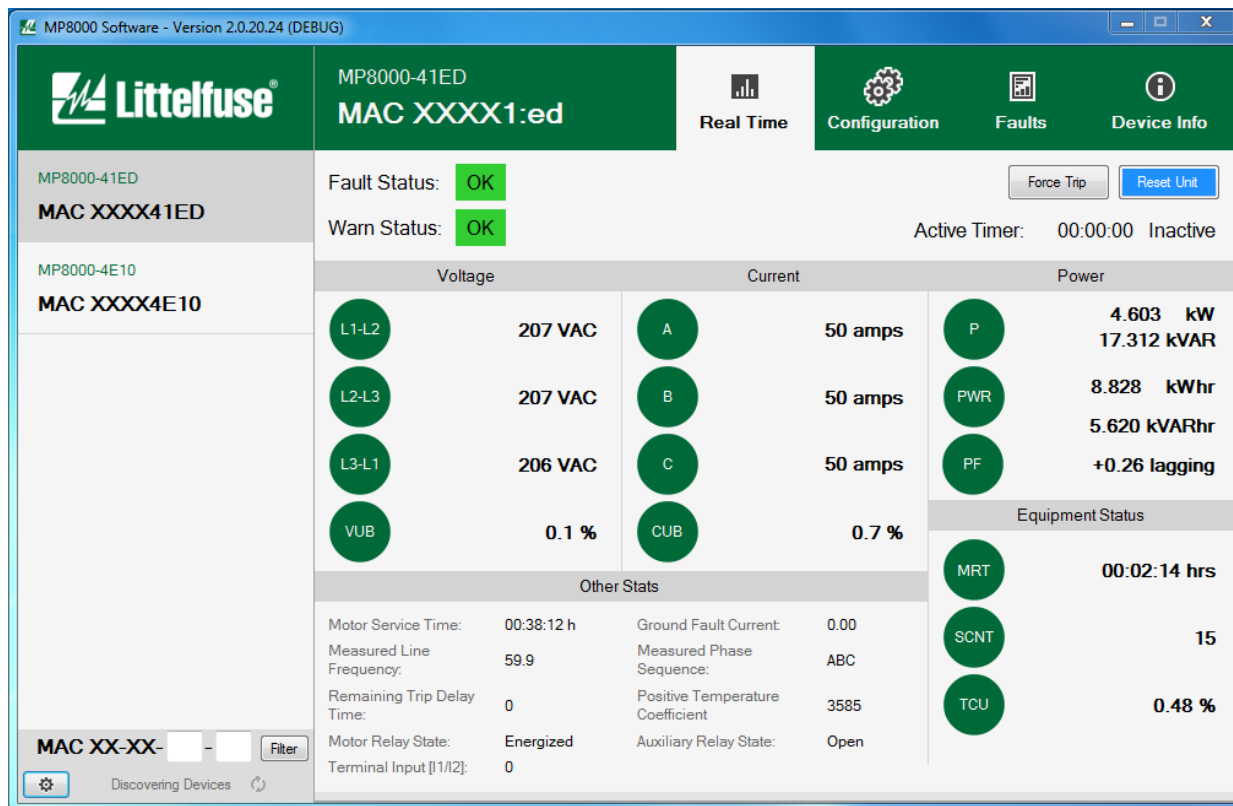 MP8000 Software - Version 2.0.20.24 (DEBUG)
Littelfuse®
MP8000-41ED
MAC XXXX1:ed
Real Time
Configuration
Faults
Device Info
MP8000-41ED
MAC XXXX41ED
MP8000-4E10
MAC XXXX4E10
Fault Status: OK
Force Trip
Reset Unit
Warn Status: OK
Active Timer: 00:00:00 Inactive
Voltage
L1-L2 207 VAC
L2-L3 207 VAC
L3-L1 206 VAC
VUB 0.1 %
Current
A 50 amps
B 50 amps
C 50 amps
CUB 0.7 %
Power
P 4.603 kW
17.312 kVAR
PWR 8.828 kWhr
5.620 kVARhr
PF +0.26 lagging
Equipment Status
MRT 00:02:14 hrs
SCNT 15
TCU 0.48 %
Other Stats
Motor Service Time: 00:38:12 h
Ground Fault Current: 0.00
Measured Line
Frequency: 59.9
Measured Phase
Sequence: ABC
Remaining Trip Delay
Time: 0
Positive Temperature
Coefficient 3585
Motor Relay State: Energized
Auxiliary Relay State: Open
Terminal Input [I1/I2]: 0
MAC XX-XX- - Filter
Discovering Devices